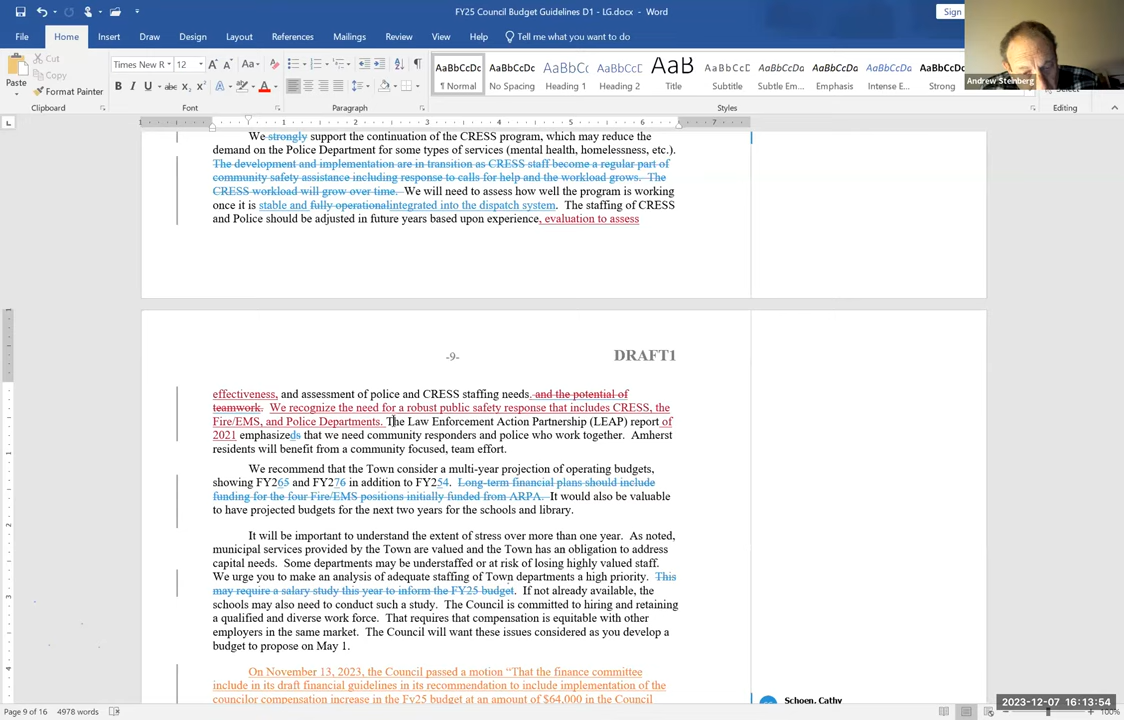 FY25 Council Budget Guidelines D1 - LG.docx - Word
Sign
File Home Insert Draw Design Layout References Mailings Review View Help Tell me what you want to do
Andrew Steinberg
Paste
Cut
Copy
Format Painter
Clipboard
Times New R 12
Font
Paragraph
AaBbCcDc AaBbCcDc AaBbCc AaBbCcD AaB AaBbCcD AaBbCcDc AaBbCcDc AaBbCcDc AaBbCcDc
¶ Normal No Spacing Heading 1 Heading 2 Title Subtitle Subtle Em... Emphasis Intense E... Strong
Styles
Editing
We strongly support the continuation of the CRESS program, which may reduce the
demand on the Police Department for some types of services (mental health, homelessness, etc.).
The development and implementation are in transition as CRESS staff become a regular part of
community safety assistance including response to calls for help and the workload grows. The
CRESS workload will grow over time. We will need to assess how well the program is working
once it is stable and fully operationalintegrated into the dispatch system. The staffing of CRESS
and Police should be adjusted in future years based upon experience, evaluation to assess
-9-
DRAFT1
effectiveness, and assessment of police and CRESS staffing needs. and the potential of
teamwork. We recognize the need for a robust public safety response that includes CRESS, the
Fire/EMS, and Police Departments. The Law Enforcement Action Partnership (LEAP) report of
2021 emphasizeds that we need community responders and police who work together. Amherst
residents will benefit from a community focused, team effort.
We recommend that the Town consider a multi-year projection of operating budgets,
showing FY265 and FY276 in addition to FY254. Long-term financial plans should include
funding for the four Fire/EMS positions initially funded from ARPA. It would also be valuable
to have projected budgets for the next two years for the schools and library.
It will be important to understand the extent of stress over more than one year. As noted,
municipal services provided by the Town are valued and the Town has an obligation to address
capital needs. Some departments may be understaffed or at risk of losing highly valued staff.
We urge you to make an analysis of adequate staffing of Town departments a high priority. This
may require a salary study this year to inform the FY25 budget. If not already available, the
schools may also need to conduct such a study. The Council is committed to hiring and retaining
a qualified and diverse work force. That requires that compensation is equitable with other
employers in the same market. The Council will want these issues considered as you develop a
budget to propose on May 1.
On November 13, 2023, the Council passed a motion “That the finance committee
include in its draft financial guidelines in its recommendation to include implementation of the
councilor compensation increase in the Fy25 budget at an amount of $64,000 in the Council
Schoen, Cathy
2023-12-07 16:13:54
Page 9 of 16 4978 words
100%